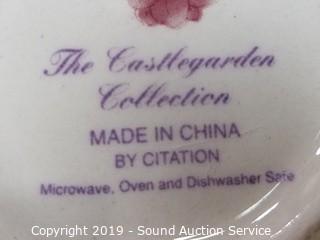 The Castlegarden
Collection
MADE IN CHINA
BY CITATION
Microwave, Oven and Dishwasher Safe
Copyright 2019 - Sound Auction Service